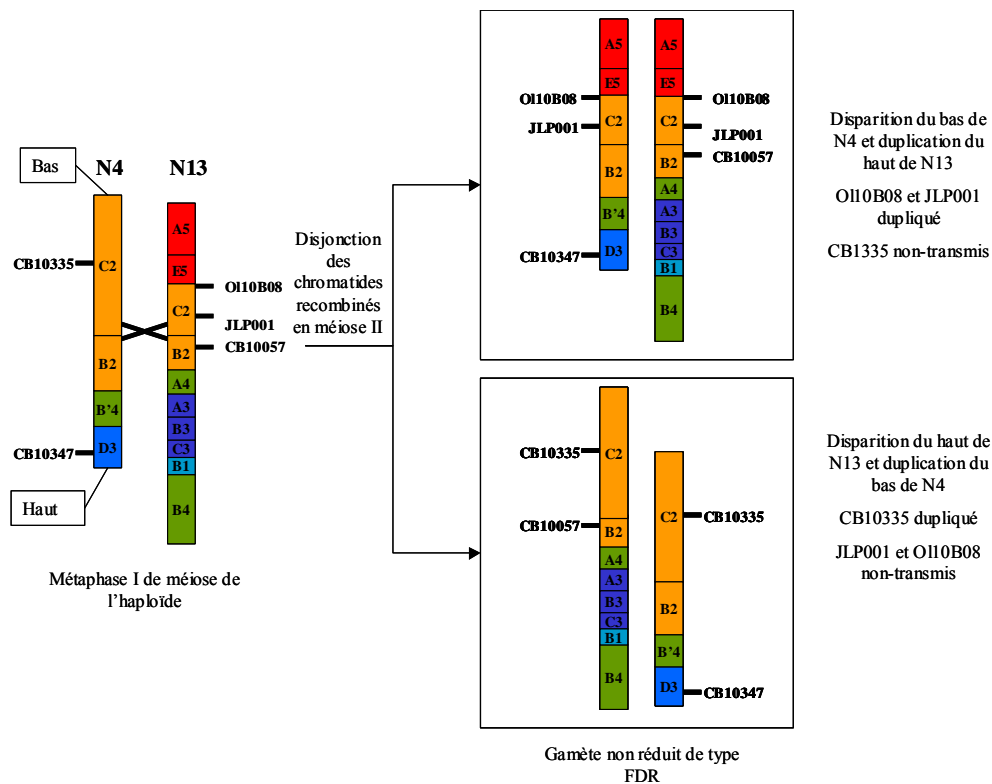 Bas
N4
N13
CB10335
C2
B2
B'4
D3
CB10347
Haut
A5
E5
C2
B2
A4
A3
B3
C3
B1
B4
Ol10B08
JLP001
CB10057
Métaphase I de méiose de
l'haploïde
Disjonction
des
chromatides
recombinés
en méiose II
A5
E5
C2
B2
B'4
D3
Ol10B08
JLP001
CB10347
A5
E5
C2
B2
A4
A3
B3
C3
B1
B4
Ol10B08
JLP001
CB10057
Disparition du bas de
N4 et duplication du
haut de N13
Ol10B08 et JLP001
dupliqué
CB1335 non-transmis
CB10335
CB10057
C2
B2
A4
A3
B3
C3
B1
B4
C2
B2
B'4
D3
CB10335
CB10347
Disparition du haut de
N13 et duplication du
bas de N4
CB10335 dupliqué
JLP001 et Ol10B08
non-transmis
Gamète non réduit de type
FDR